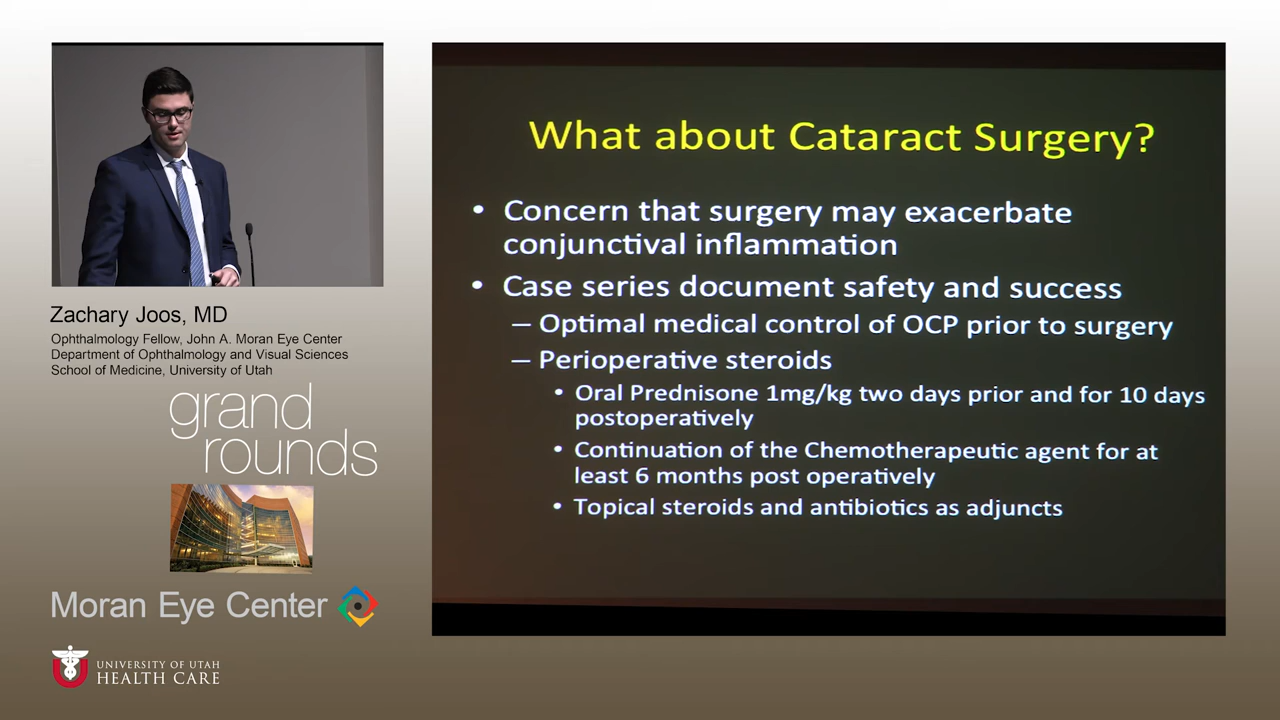 Zachary Joos, MD
Ophthalmology Fellow, John A. Moran Eye Center
Department of Ophthalmology and Visual Sciences
School of Medicine, University of Utah
grand
rounds
Moran Eye Center
UNIVERSITY OF UTAH
HEALTH CARE
What about Cataract Surgery?
• Concern that surgery may exacerbate
conjunctival inflammation
• Case series document safety and success
– Optimal medical control of OCP prior to surgery
– Perioperative steroids
• Oral Prednisone 1mg/kg two days prior and for 10 days
postoperatively
• Continuation of the Chemotherapeutic agent for at
least 6 months post operatively
• Topical steroids and antibiotics as adjuncts